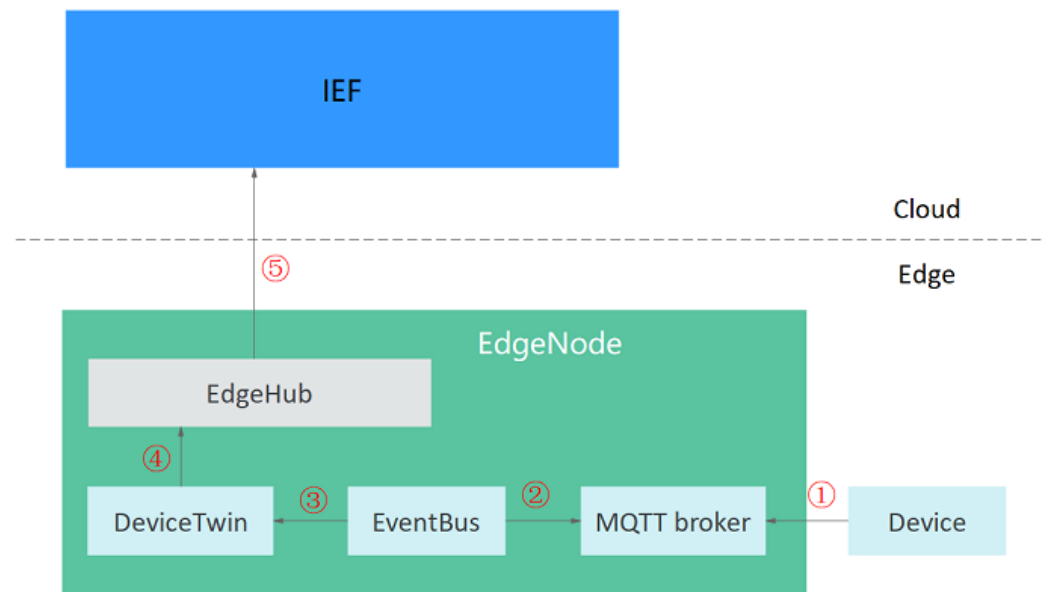 IEF
Cloud
⑤
Edge
EdgeNode
EdgeHub
④
③
②
①
DeviceTwin
EventBus
MQTT broker
Device